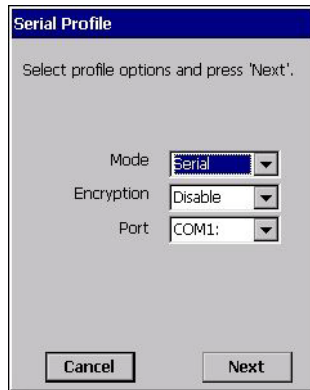 Serial Profile
Select profile options and press 'Next'.
Mode Serial
Encryption Disable
Port COM1:
Cancel Next